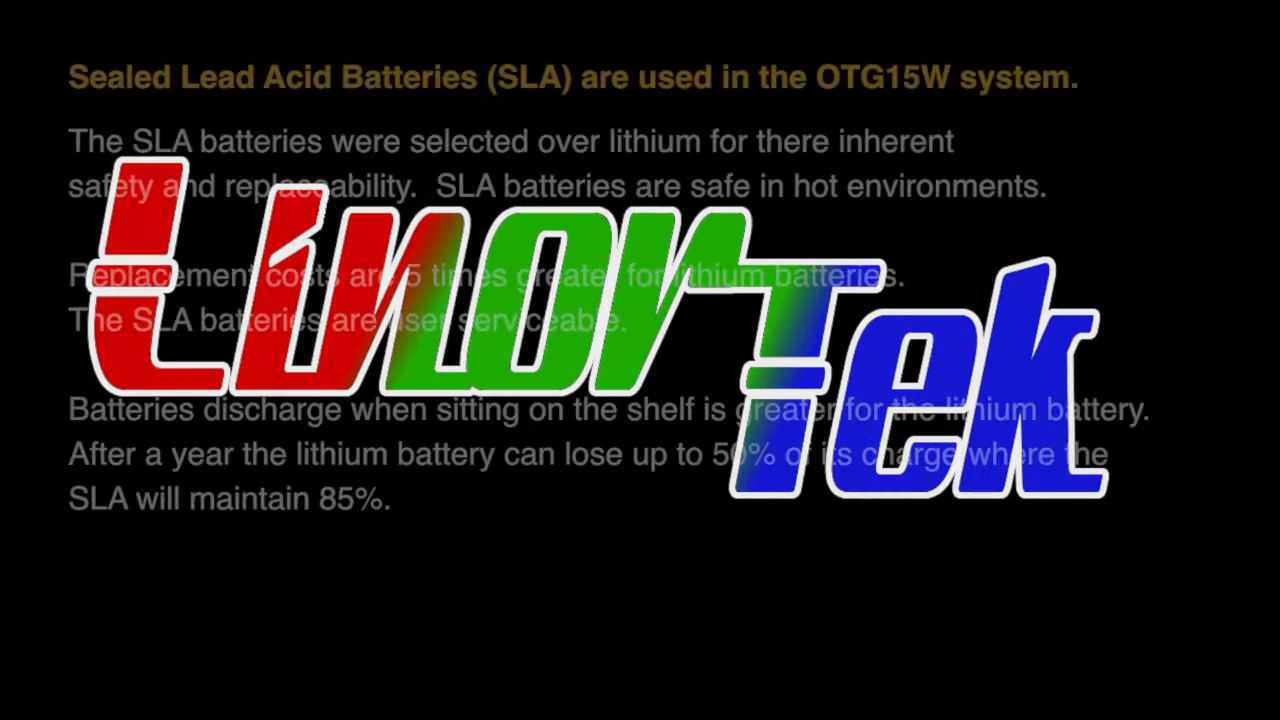 Sealed Lead Acid Batteries (SLA) are used in the OTG15W system.
The SLA batteries were selected over lithium for there inherent
safety and replaceability. SLA batteries are safe in hot environments.
LinorTek
Replacement costs are 5 times greater for lithium batteries.
The SLA batteries are user serviceable.
Batteries discharge when sitting on the shelf is greater for the lithium battery.
After a year the lithium battery can lose up to 50% of its charge where the
SLA will maintain 85%.